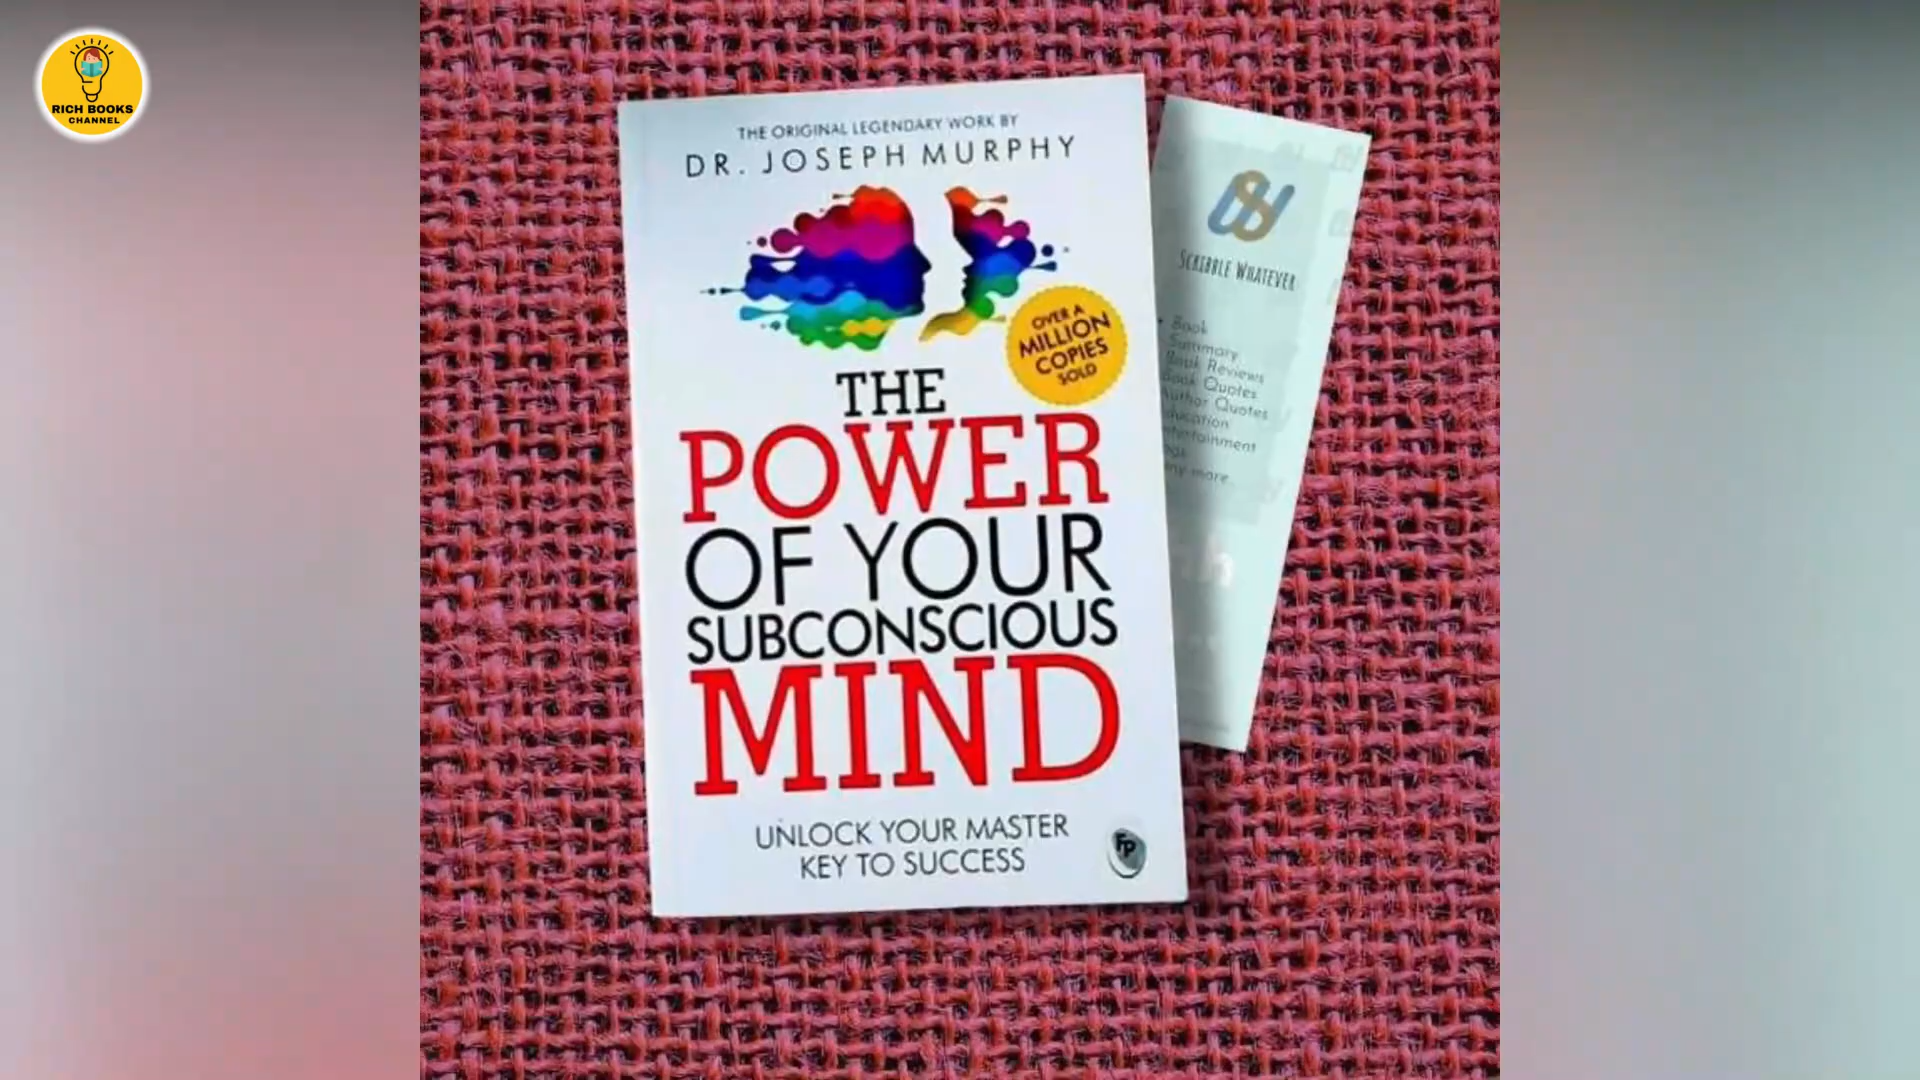 RICH BOOKS
CHANNEL
THE ORIGINAL LEGENDARY WORK BY
DR. JOSEPH MURPHY
OVER A
MILLION
COPIES
SOLD
THE
POWER
OF YOUR
SUBCONSCIOUS
MIND
UNLOCK YOUR MASTER
KEY TO SUCCESS
FP
SCRIBBLE WHATEVER
Book
Summary
Book Reviews
Book Quotes
Author Quotes